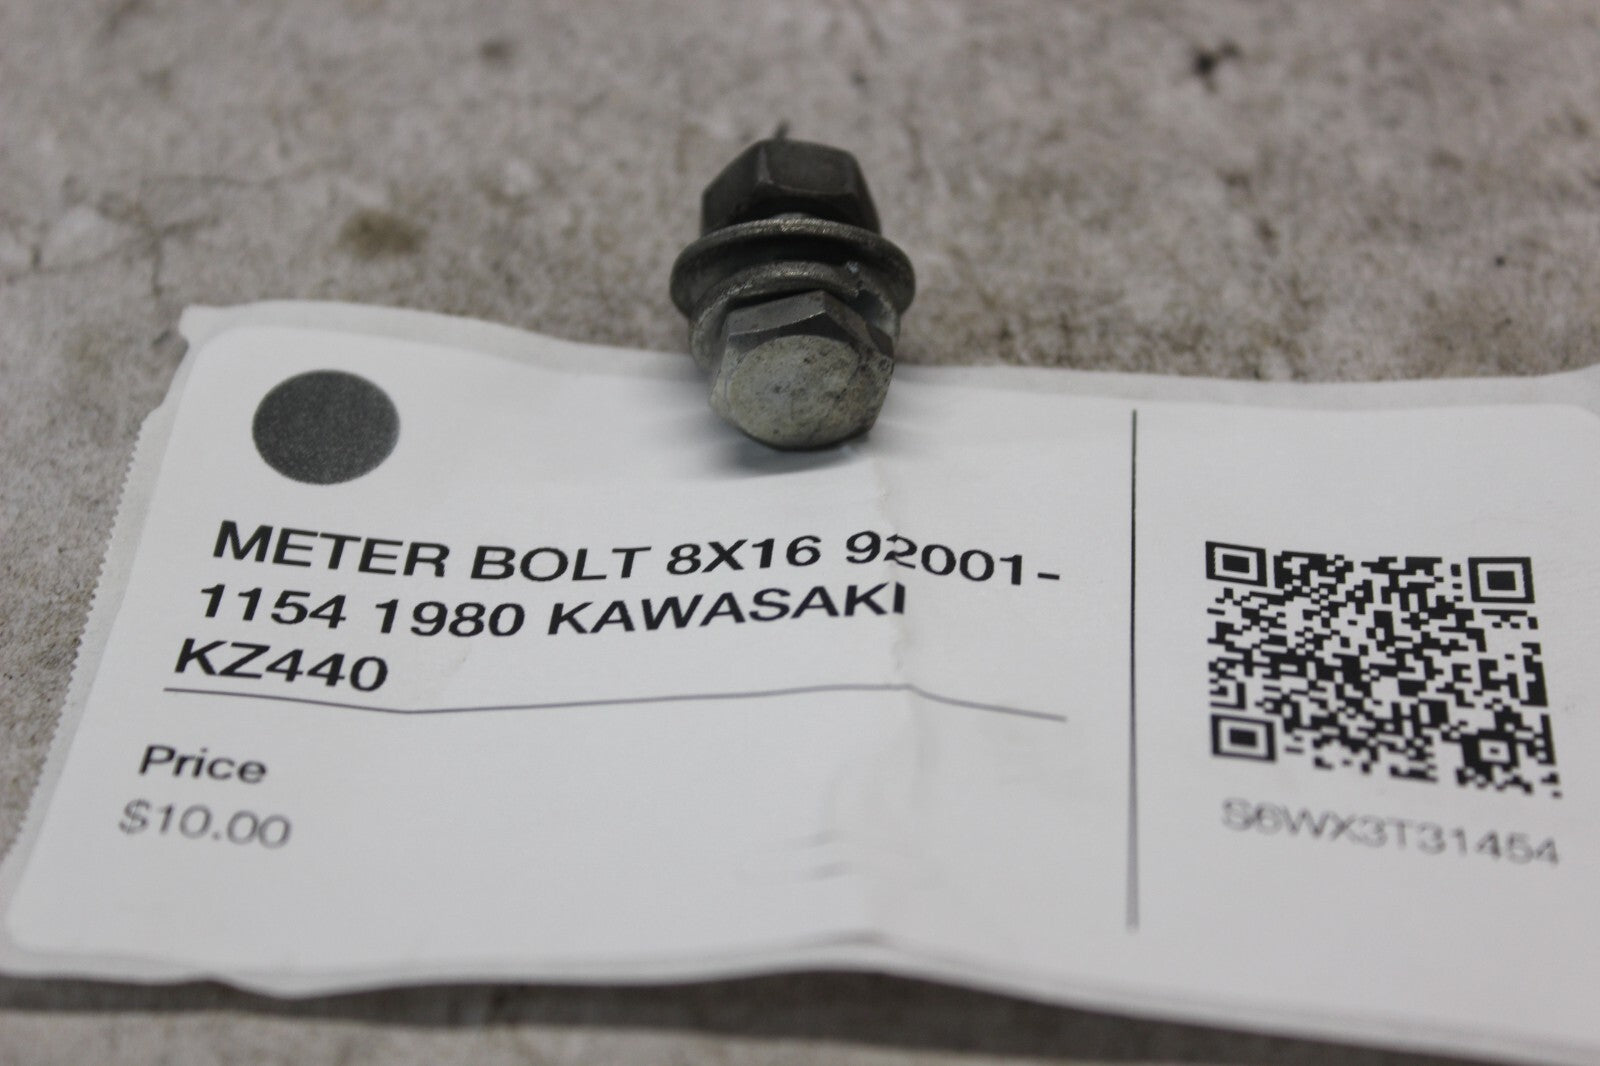 METER BOLT 8X16 92001-
1154 1980 KAWASAKI
KZ440
Price
$10.00
S6WX3T31454